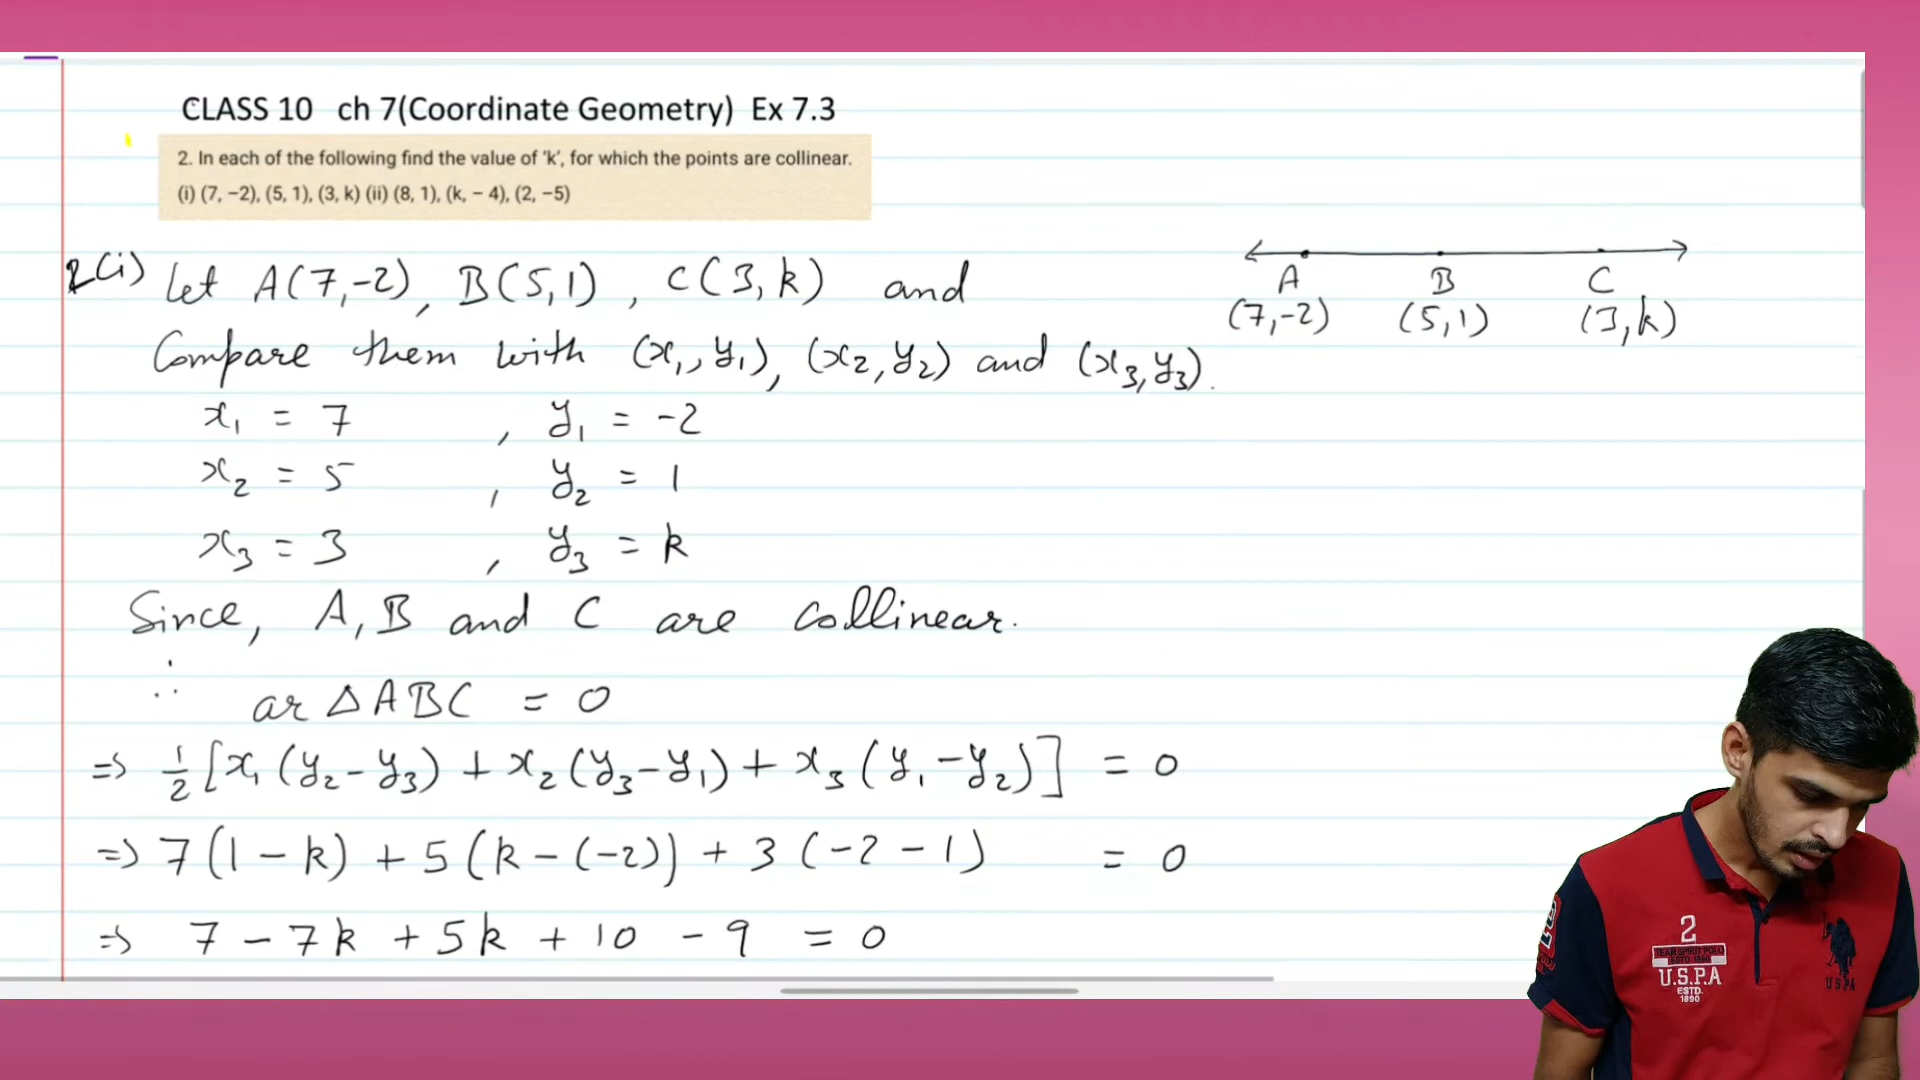 CLASS 10 ch 7(Coordinate Geometry) Ex 7.3
2. In each of the following find the value of 'k', for which the points are collinear.
(i) (7, −2), (5, 1), (3, k) (ii) (8, 1), (k, − 4), (2, −5)
2(i) Let A(7,-2), B(5,1), C(3,k) and
A B C
(7,-2) (5,1) (3,k)
Compare them with (x₁,y₁), (x₂,y₂) and (x₃,y₃).
x₁ = 7 , y₁ = -2
x₂ = 5 , y₂ = 1
x₃ = 3 , y₃ = k
Since, A, B and C are collinear.
∴ ar △ABC = 0
=> 1/2 [x₁(y₂-y₃) + x₂(y₃-y₁) + x₃(y₁-y₂)] = 0
=> 7(1-k) + 5(k-(-2)) + 3(-2-1) = 0
=> 7 - 7k + 5k + 10 - 9 = 0
2
U.S.P.A
ESTD.
1890
USPA